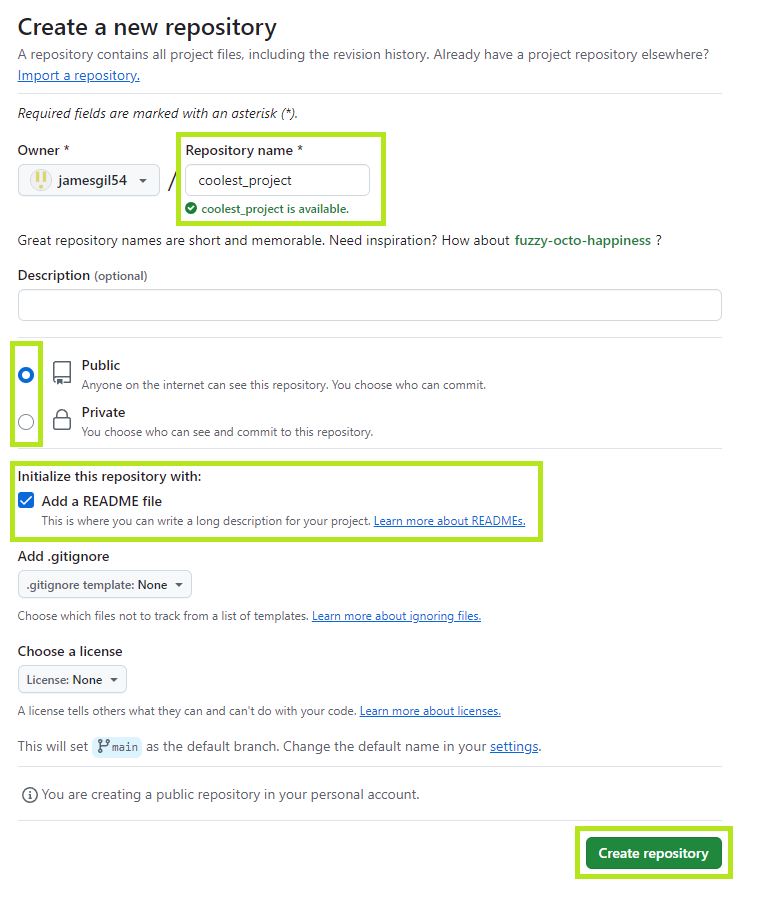 Create a new repository
A repository contains all project files, including the revision history. Already have a project repository elsewhere?
Import a repository.
Required fields are marked with an asterisk (*).
Owner * Repository name *
jamesgil54 / coolest_project
coolest_project is available.
Great repository names are short and memorable. Need inspiration? How about fuzzy-octo-happiness ?
Description (optional)
Public
Anyone on the internet can see this repository. You choose who can commit.
Private
You choose who can see and commit to this repository.
Initialize this repository with:
Add a README file
This is where you can write a long description for your project. Learn more about READMEs.
Add .gitignore
.gitignore template: None
Choose which files not to track from a list of templates. Learn more about ignoring files.
Choose a license
License: None
A license tells others what they can and can't do with your code. Learn more about licenses.
This will set main as the default branch. Change the default name in your settings.
You are creating a public repository in your personal account.
Create repository